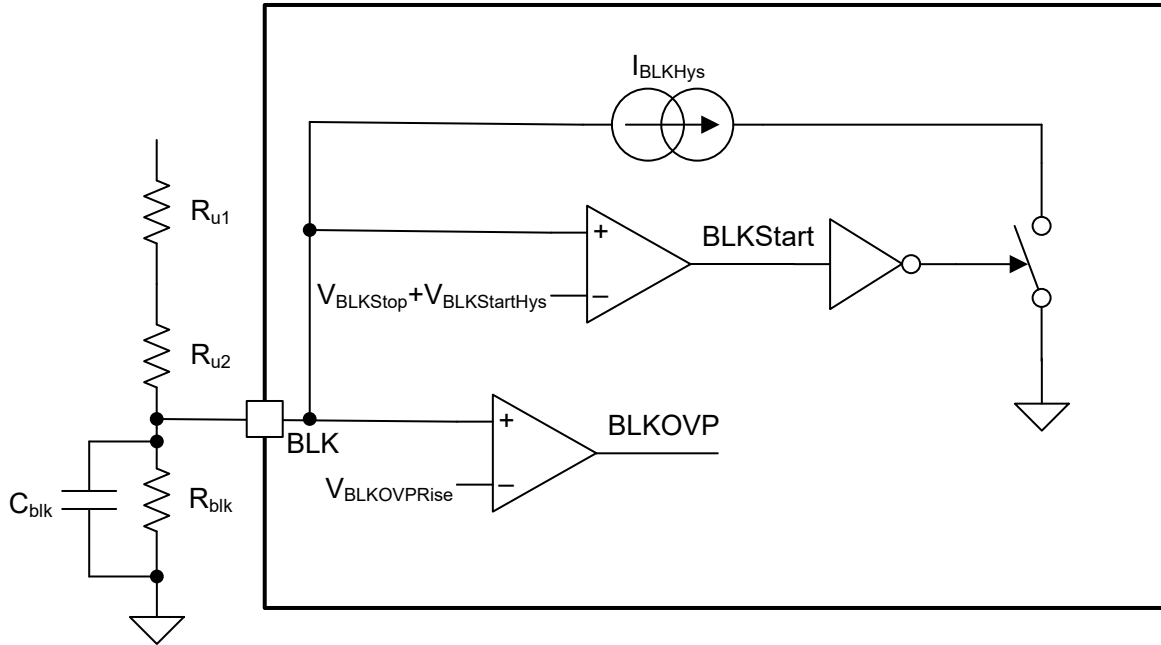 I_BLKHys
R_u1
BLKStart
+
V_BLKStop+V_BLKStartHys
−
R_u2
BLK
+
BLKOVP
V_BLKOVPRise
−
C_blk
R_blk